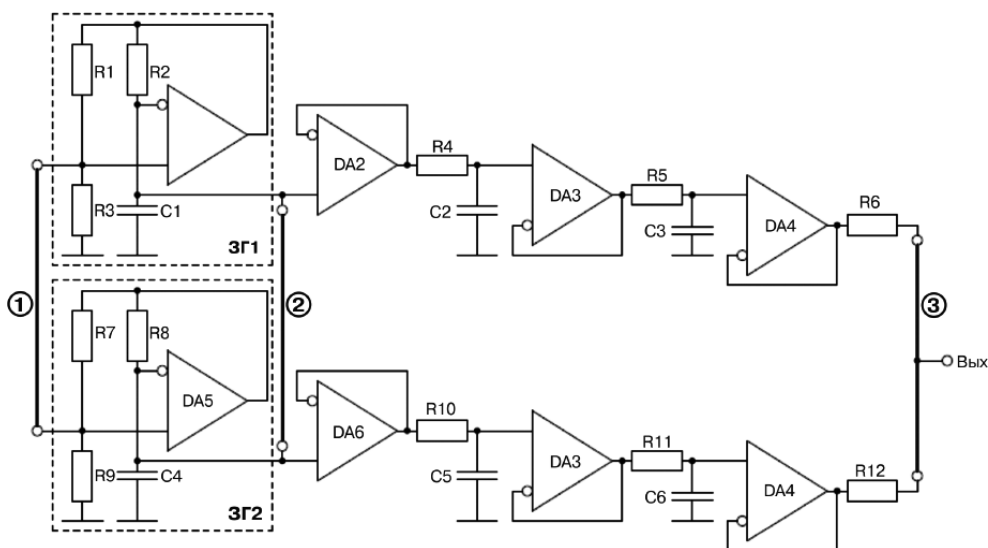 R1
R2
R3
C1
ЗГ1
DA2
R4
C2
DA3
R5
C3
DA4
R6
1
2
3
Вых
R7
R8
DA5
R9
C4
ЗГ2
DA6
R10
C5
DA3
R11
C6
DA4
R12